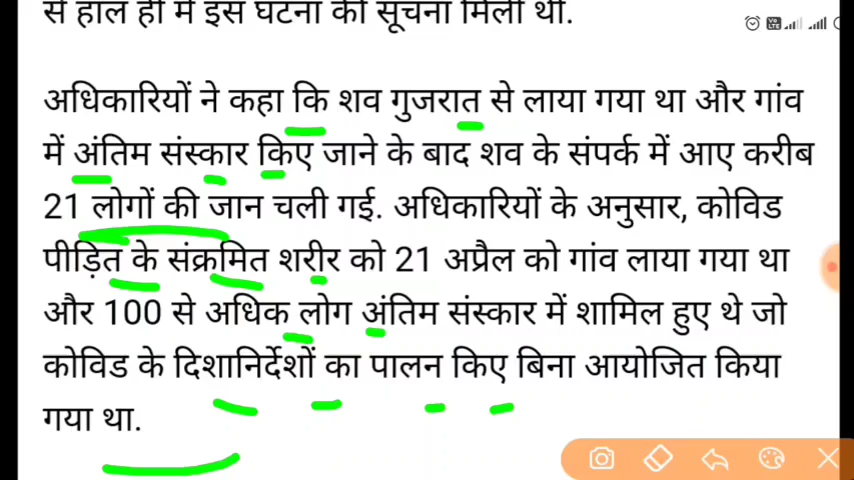 से हाल ही में इस घटना की सूचना मिली थी.
अधिकारियों ने कहा कि शव गुजरात से लाया गया था और गांव
में अंतिम संस्कार किए जाने के बाद शव के संपर्क में आए करीब
21 लोगों की जान चली गई. अधिकारियों के अनुसार, कोविड
पीड़ित के संक्रमित शरीर को 21 अप्रैल को गांव लाया गया था
और 100 से अधिक लोग अंतिम संस्कार में शामिल हुए थे जो
कोविड के दिशानिर्देशों का पालन किए बिना आयोजित किया
गया था.